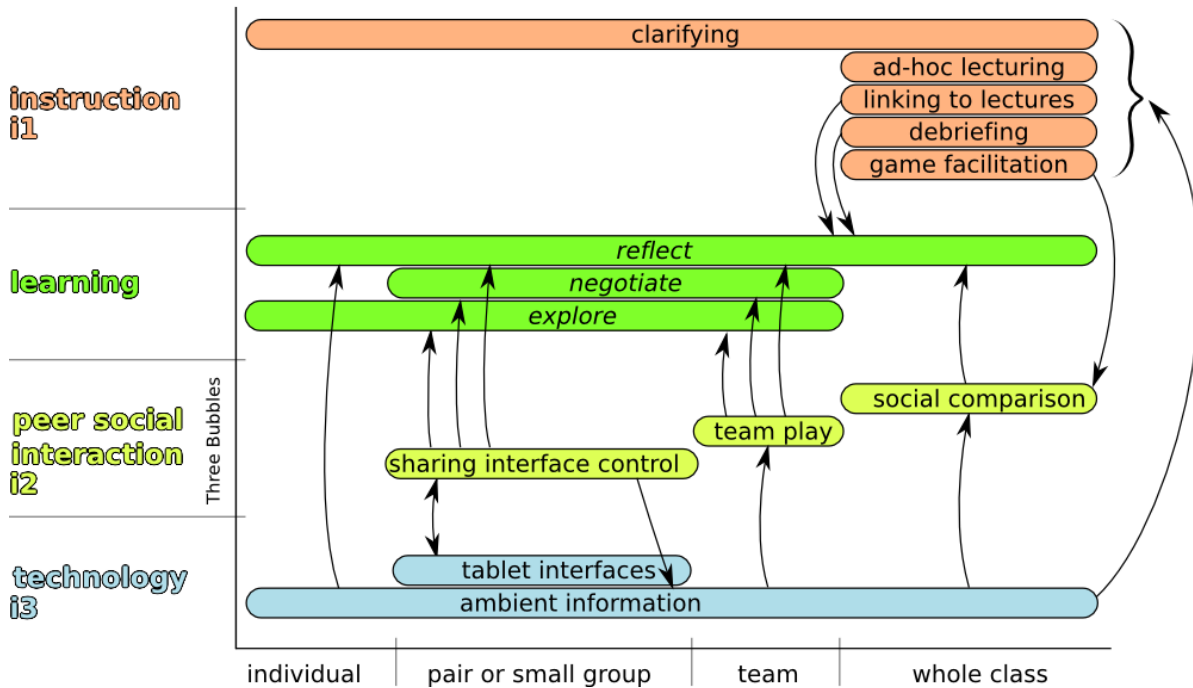 clarifying
ad-hoc lecturing
instruction
i1
linking to lectures
debriefing
game facilitation
reflect
learning
negotiate
explore
Three Bubbles
peer social
interaction
i2
social comparison
team play
sharing interface control
technology
i3
tablet interfaces
ambient information
individual
pair or small group
team
whole class